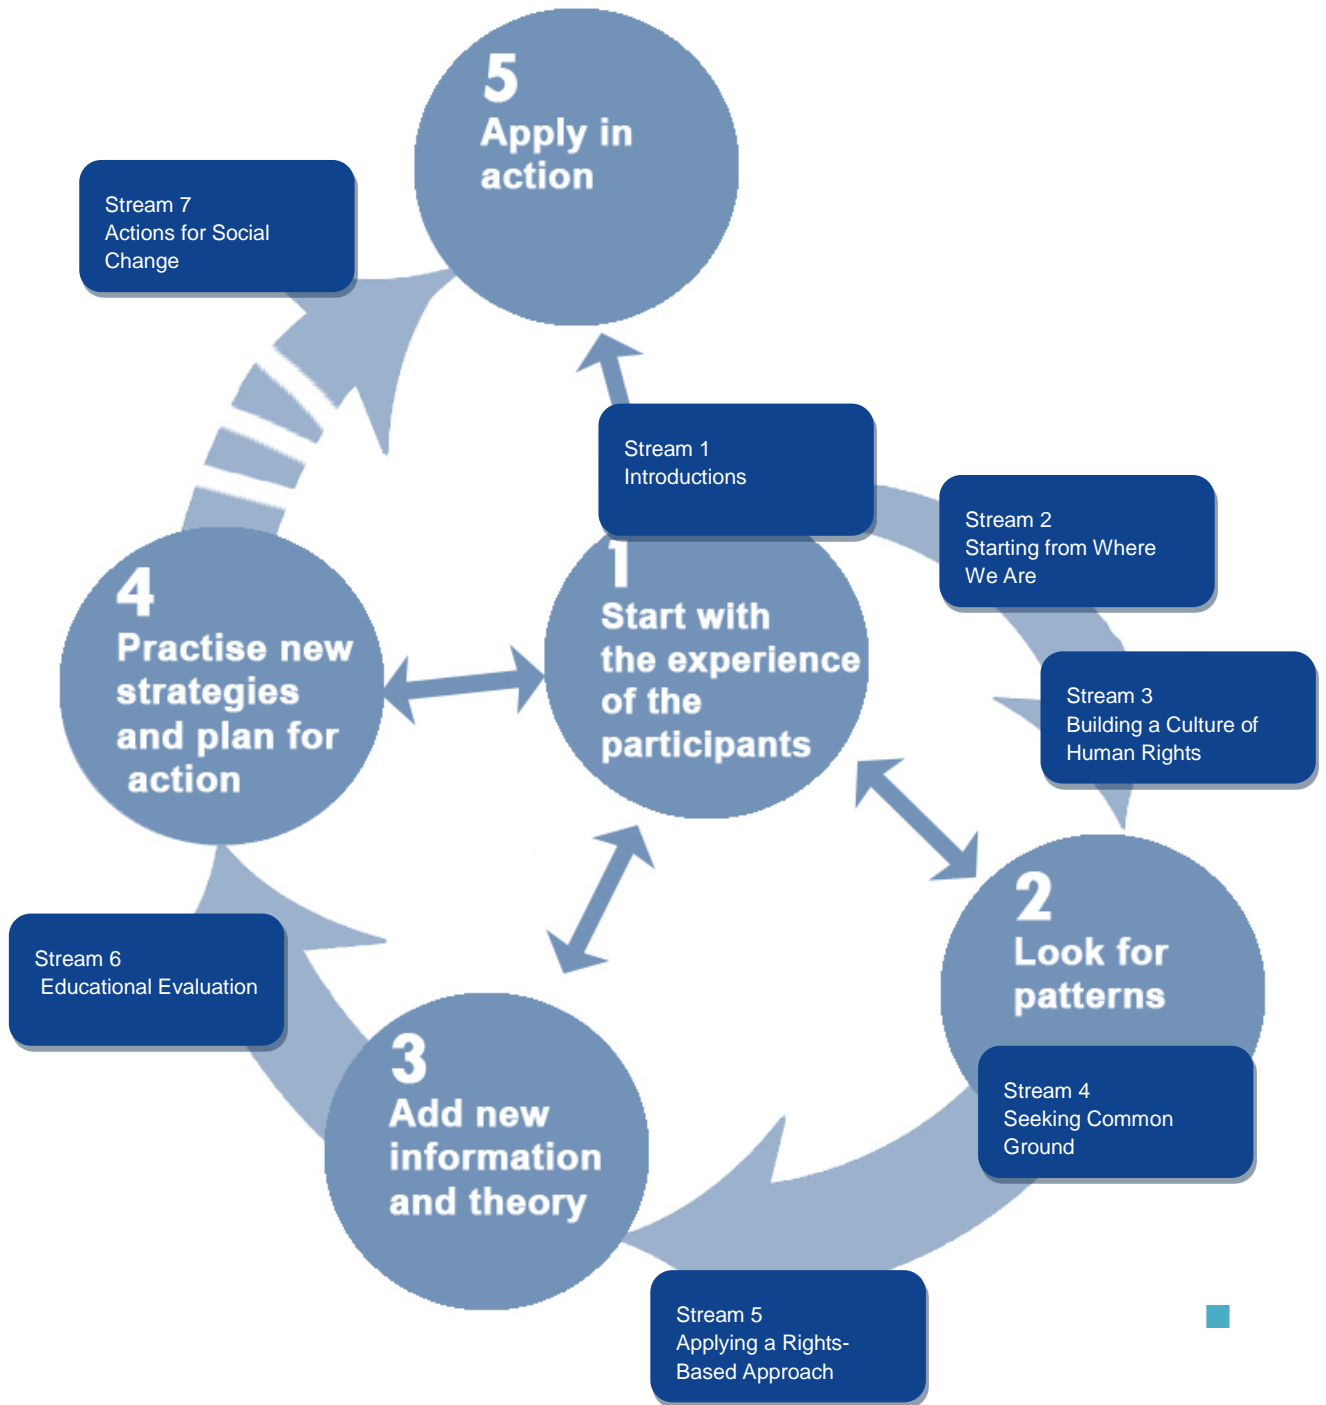 5
Apply in
action
Stream 7
Actions for Social
Change
Stream 1
Introductions
Stream 2
Starting from Where
We Are
1
Start with
the experience
of the
participants
4
Practise new
strategies
and plan for
action
Stream 3
Building a Culture of
Human Rights
2
Look for
patterns
Stream 6
Educational Evaluation
3
Add new
information
and theory
Stream 4
Seeking Common
Ground
Stream 5
Applying a Rights-
Based Approach